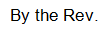 By the Rev.